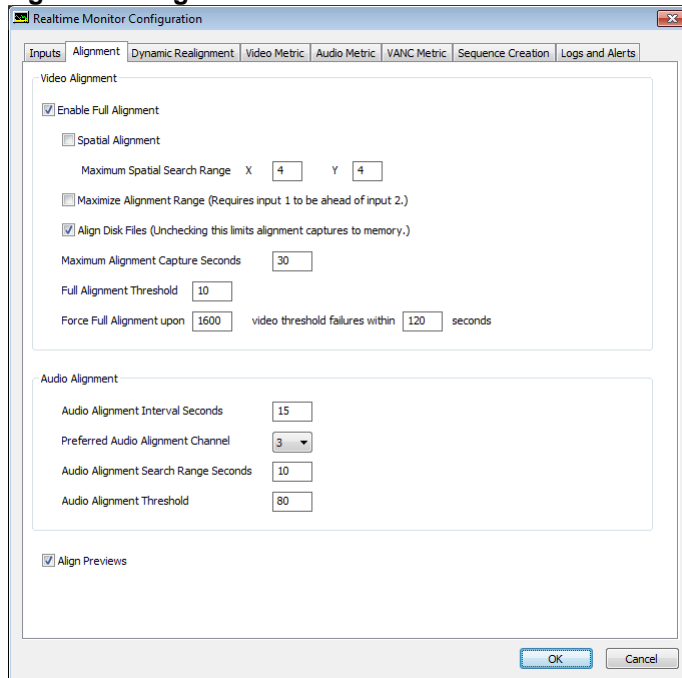 Realtime Monitor Configuration
Inputs Alignment Dynamic Realignment Video Metric Audio Metric VANC Metric Sequence Creation Logs and Alerts
Video Alignment
Enable Full Alignment
Spatial Alignment
Maximum Spatial Search Range X 4 Y 4
Maximize Alignment Range (Requires input 1 to be ahead of input 2.)
Align Disk Files (Unchecking this limits alignment captures to memory.)
Maximum Alignment Capture Seconds 30
Full Alignment Threshold 10
Force Full Alignment upon 1600 video threshold failures within 120 seconds
Audio Alignment
Audio Alignment Interval Seconds 15
Preferred Audio Alignment Channel 3
Audio Alignment Search Range Seconds 10
Audio Alignment Threshold 80
Align Previews
OK Cancel